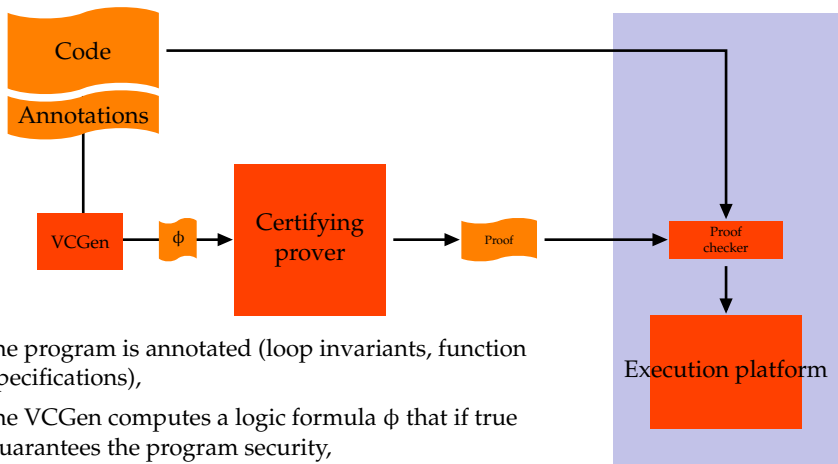 Code
Annotations
VCGen
ϕ
Certifying
prover
Proof
Proof
checker
Execution platform
he program is annotated (loop invariants, function
pecifications),
he VCGen computes a logic formula ϕ that if true
uarantees the program security,